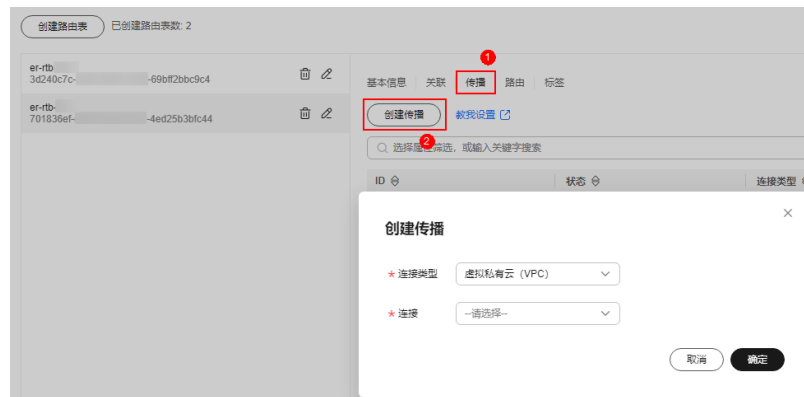 创建路由表 已创建路由表数: 2
er-rtb
3d240c7c- -69bff2bbc9c4
er-rtb-
701836ef- -4ed25b3bfc44
1
基本信息 关联 传播 路由 标签
创建传播 教我设置
2
选择属性筛选，或输入关键字搜索
ID 状态 连接类型
创建传播
* 连接类型 虚拟私有云（VPC）
* 连接 --请选择--
取消 确定